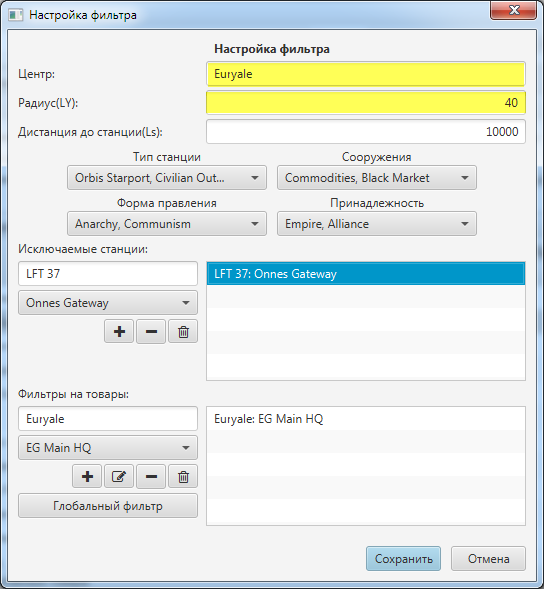 Настройка фильтра
Настройка фильтра
Центр:
Euryale
Радиус(LY):
40
Дистанция до станции(Ls):
10000
Тип станции
Сооружения
Orbis Starport, Civilian Out...
Commodities, Black Market
Форма правления
Принадлежность
Anarchy, Communism
Empire, Alliance
Исключаемые станции:
LFT 37
LFT 37: Onnes Gateway
Onnes Gateway
Фильтры на товары:
Euryale
Euryale: EG Main HQ
EG Main HQ
Глобальный фильтр
Сохранить
Отмена